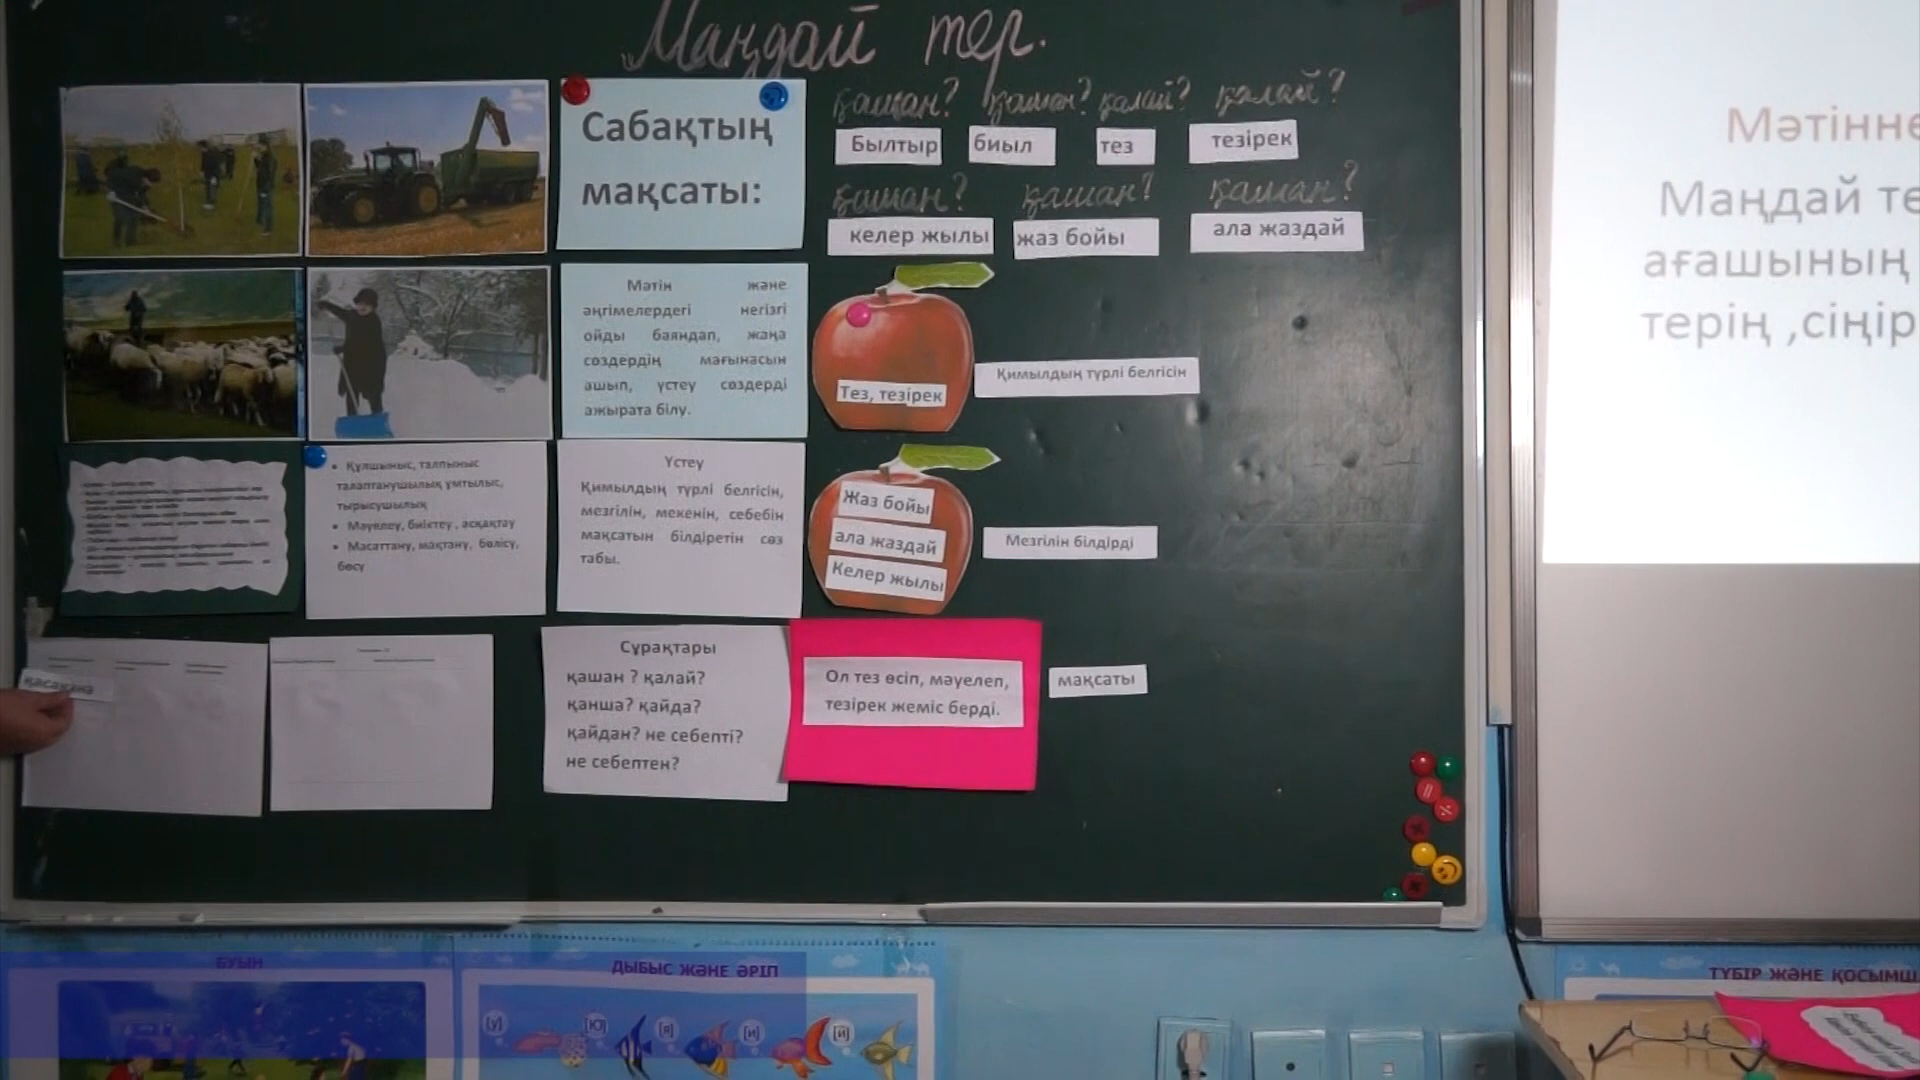 Маңдай тер.
Сабақтың
мақсаты:
қашан? қашан? қалай? қалай?
Былтыр биыл тез тезірек
қашан? қашан? қашан?
келер жылы жаз бойы ала жаздай
Мәтін және
әңгімелердегі негізгі
ойды баяндап, жаңа
сөздердің мағынасын
ашып, үстеу сөздерді
ажырата білу.
Тез, тезірек
Қимылдың түрлі белгісін
Құлшыныс, талпыныс
талаптанушылық ұмтылыс,
тырысушылық
Мәуелеу, биіктеу, асқақтау
Масаттану, мақтану, бөлісу,
бөсу
Үстеу
Қимылдың түрлі белгісін,
мезгілін, мекенін, себебін
мақсатын білдіретін сөз
табы.
Жаз бойы
ала жаздай
Келер жылы
Мезгілін білдірді
қасақана
Сұрақтары
қашан ? қалай?
қанша? қайда?
қайдан? не себепті?
не себептен?
Ол тез өсіп, мәуелеп,
тезірек жеміс берді.
мақсаты
Мәтінне
Маңдай те
ағашының
терің ,сіңір
БУЫН
ДЫБЫС ЖӘНЕ ӘРІП
[у] [ю] [я] [и] [й]
ТҮБІР ЖӘНЕ ҚОСЫМШ